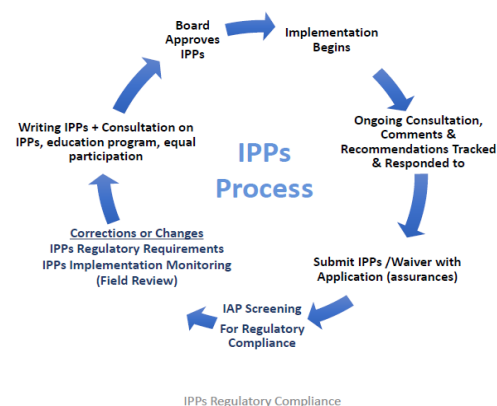 Board
Approves
IPPs
Implementation
Begins
Ongoing Consultation,
Comments &
Recommendations Tracked
& Responded to
Submit IPPs /Waiver with
Application (assurances)
IAP Screening
For Regulatory
Compliance
Corrections or Changes
IPPs Regulatory Requirements
IPPs Implementation Monitoring
(Field Review)
Writing IPPs + Consultation on
IPPs, education program, equal
participation
IPPs
Process
IPPs Regulatory Compliance